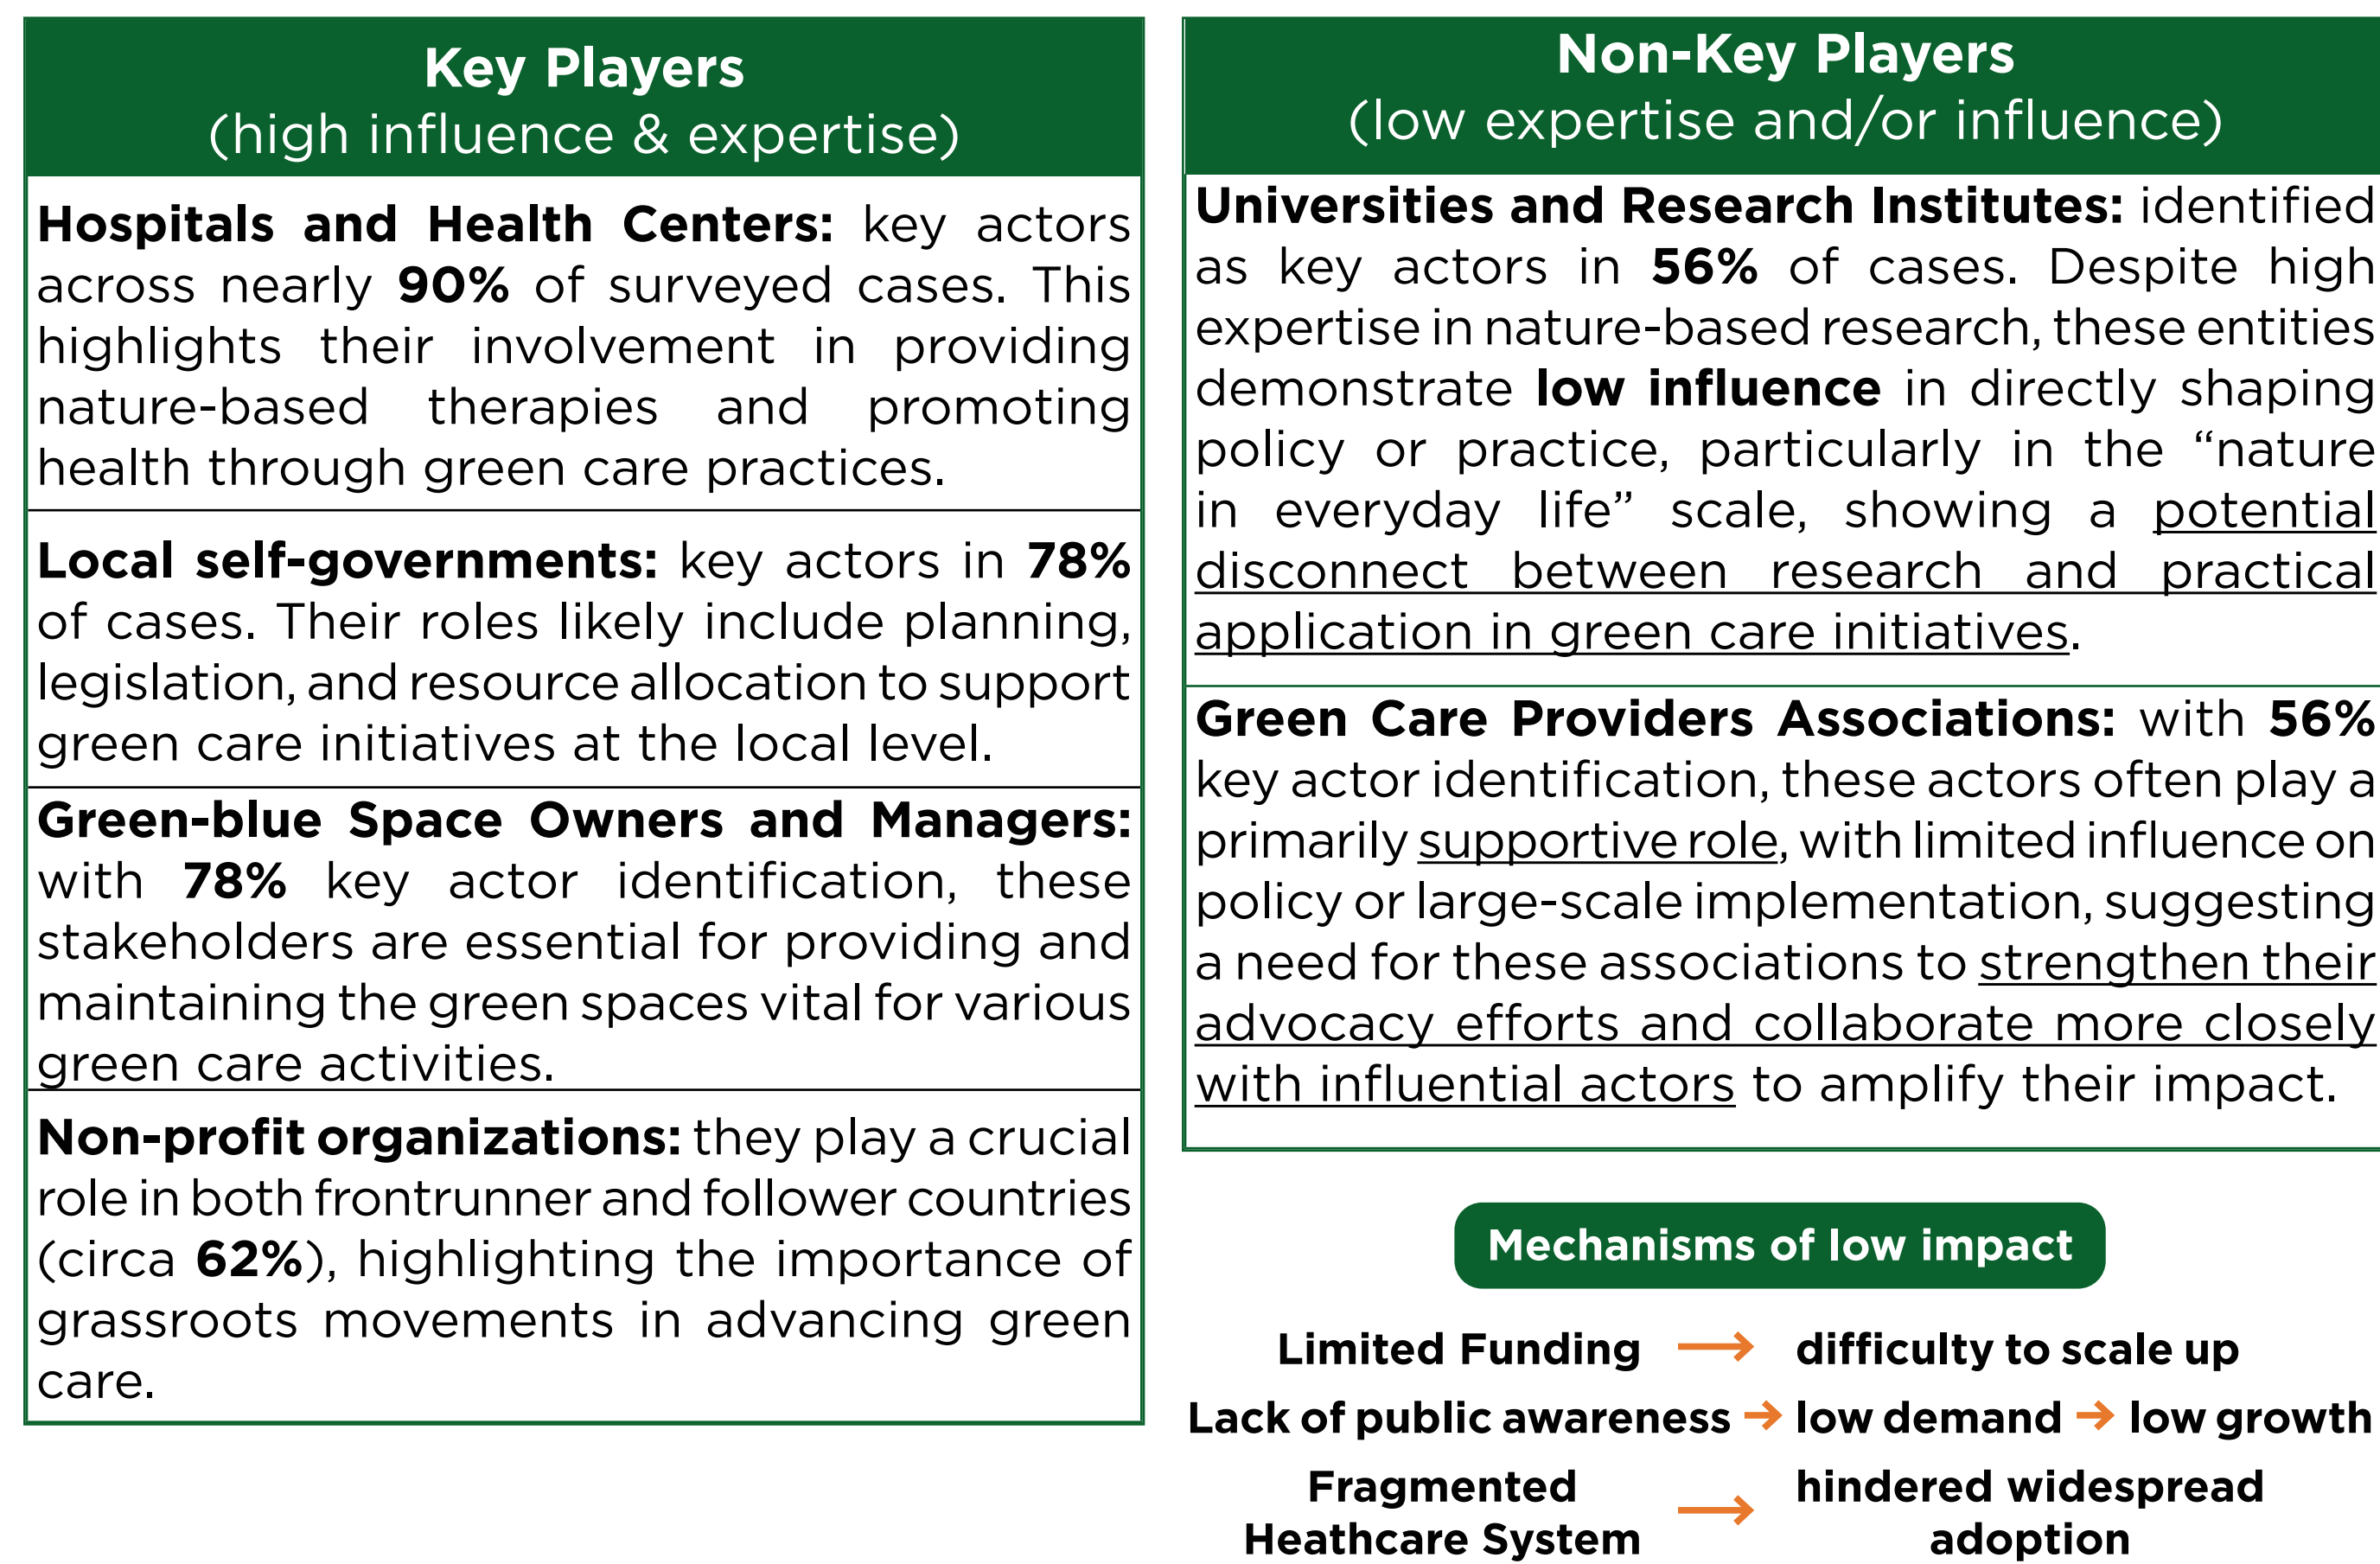 Key Players
(high influence & expertise)
Hospitals and Health Centers: key actors
across nearly 90% of surveyed cases. This
highlights their involvement in providing
nature-based therapies and promoting
health through green care practices.
Local self-governments: key actors in 78%
of cases. Their roles likely include planning,
legislation, and resource allocation to support
green care initiatives at the local level.
Green-blue Space Owners and Managers:
with 78% key actor identification, these
stakeholders are essential for providing and
maintaining the green spaces vital for various
green care activities.
Non-profit organizations: they play a crucial
role in both frontrunner and follower countries
(circa 62%), highlighting the importance of
grassroots movements in advancing green
care.
Non-Key Players
(low expertise and/or influence)
Universities and Research Institutes: identified
as key actors in 56% of cases. Despite high
expertise in nature-based research, these entities
demonstrate low influence in directly shaping
policy or practice, particularly in the “nature
in everyday life” scale, showing a potential
disconnect between research and practical
application in green care initiatives.
Green Care Providers Associations: with 56%
key actor identification, these actors often play a
primarily supportive role, with limited influence on
policy or large-scale implementation, suggesting
a need for these associations to strengthen their
advocacy efforts and collaborate more closely
with influential actors to amplify their impact.
Mechanisms of low impact
Limited Funding → difficulty to scale up
Lack of public awareness → low demand → low growth
Fragmented
Heathcare System → hindered widespread
adoption